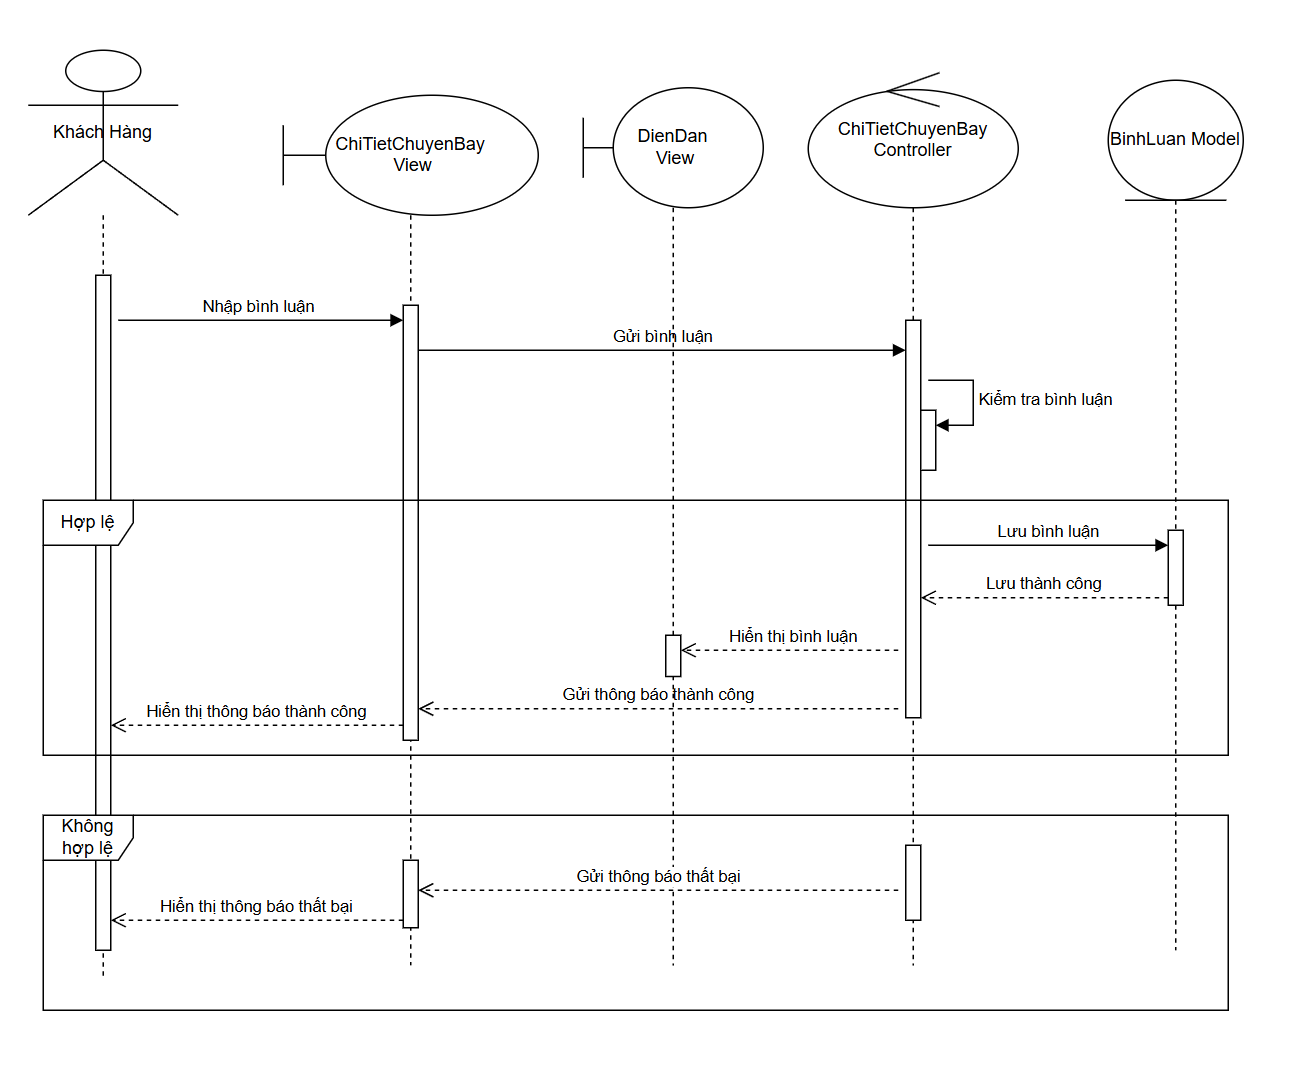 Khách Hàng
ChiTietChuyenBay
View
DienDan
View
ChiTietChuyenBay
Controller
BinhLuan Model
Nhập bình luận
Gửi bình luận
Kiểm tra bình luận
Hợp lệ
Lưu bình luận
Lưu thành công
Hiển thị bình luận
Gửi thông báo thành công
Hiển thị thông báo thành công
Không
hợp lệ
Gửi thông báo thất bại
Hiển thị thông báo thất bại